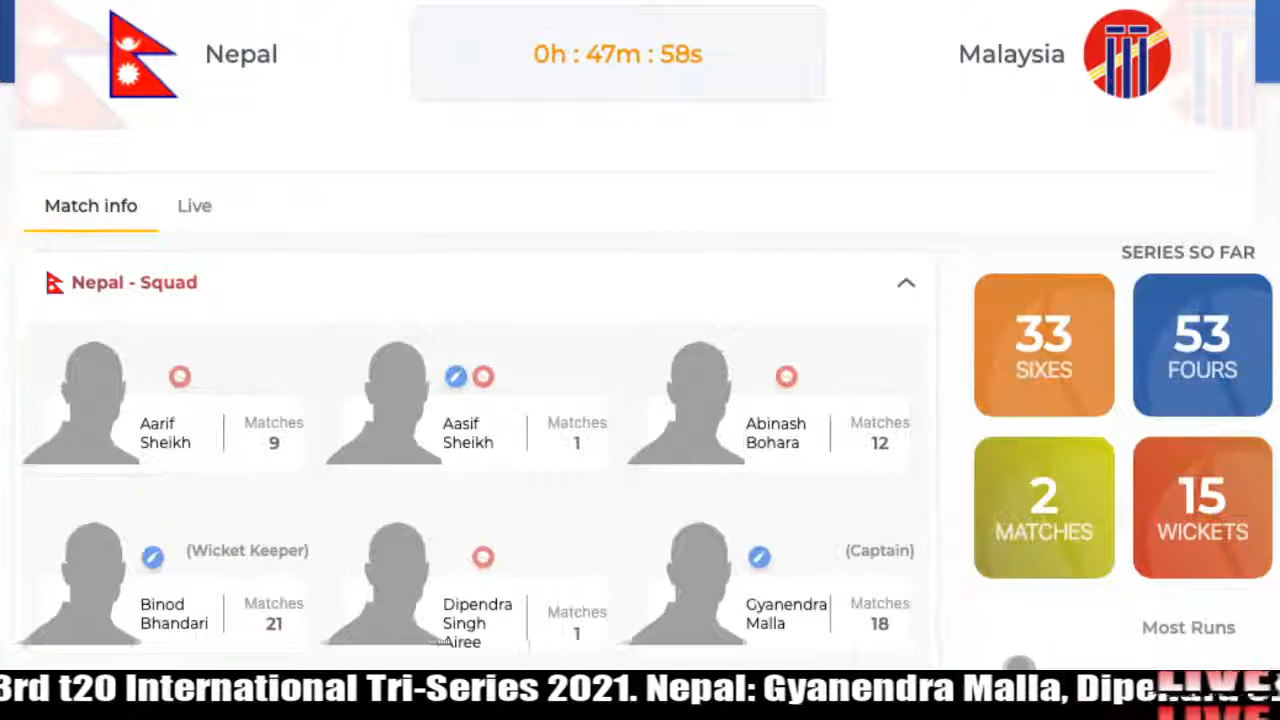 Nepal
0h : 47m : 58s
Malaysia
Match info
Live
SERIES SO FAR
Nepal - Squad
33
SIXES
53
FOURS
Aarif
Sheikh
Matches
9
Aasif
Sheikh
Matches
1
Abinash
Bohara
Matches
12
2
MATCHES
15
WICKETS
(Wicket Keeper)
Binod
Bhandari
Matches
21
Dipendra
Singh
Airee
Matches
1
(Captain)
Gyanendra
Malla
Matches
18
Most Runs
3rd t20 International Tri-Series 2021. Nepal: Gyanendra Malla,
LIVE
LIVE